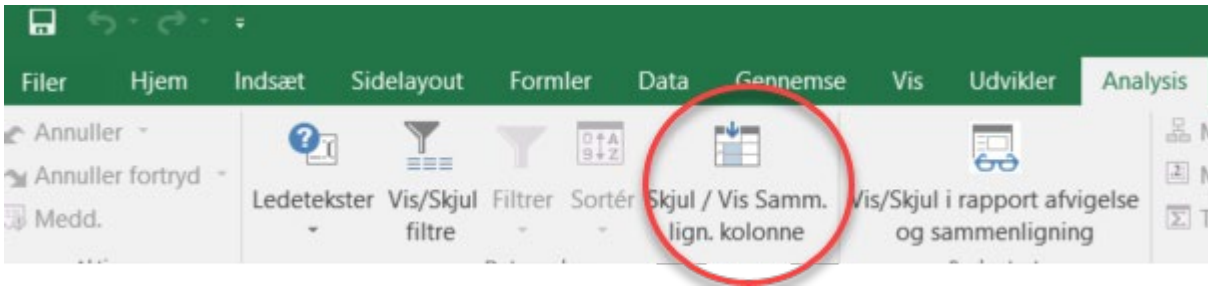 Filer Hjem Indsæt Sidelayout Formler Data Gennemse Vis Udvikler Analysis
Annuller
Annuller fortryd
Medd.
Ledetekster
Vis/Skjul
filtre
Filtrer
Sortér
Skjul / Vis Samm.
lign. kolonne
Vis/Skjul i rapport afvigelse
og sammenligning